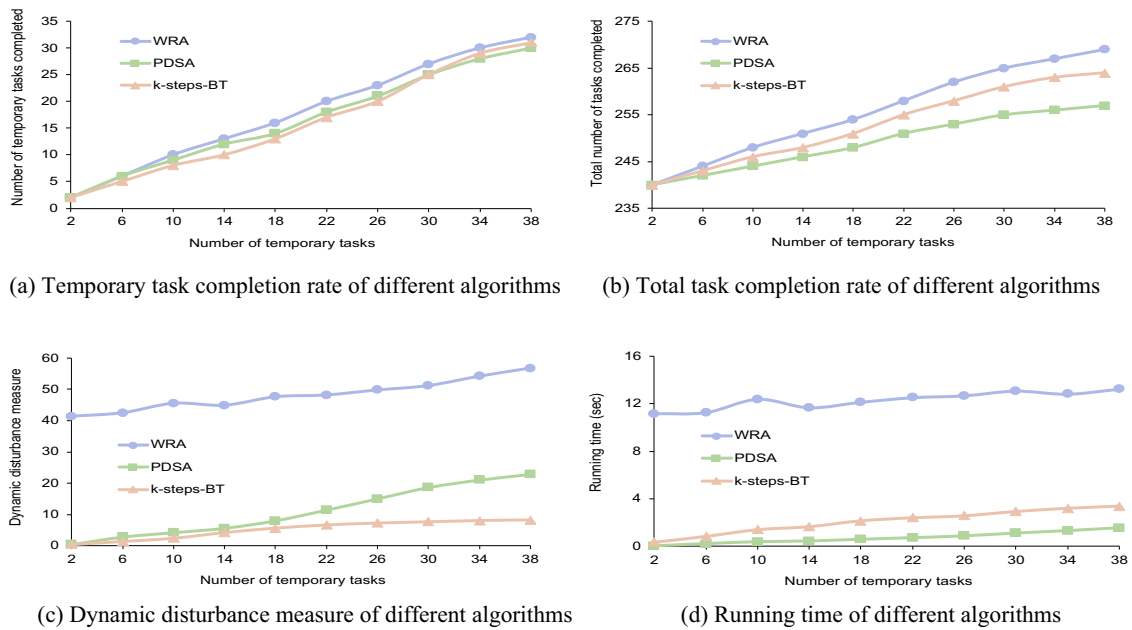 Number of temporary tasks completed
35
30
25
20
15
10
5
0
WRA
PDSA
k-steps-BT
2 6 10 14 18 22 26 30 34 38
Number of temporary tasks
(a) Temporary task completion rate of different algorithms
Total number of tasks completed
265
255
245
235
WRA
PDSA
k-steps-BT
2 6 10 14 18 22 26 30 34 38
Number of temporary tasks
(b) Total task completion rate of different algorithms
Dynamic disturbance measure
60
50
40
30
20
10
0
WRA
PDSA
k-steps-BT
2 6 10 14 18 22 26 30 34 38
Number of temporary tasks
(c) Dynamic disturbance measure of different algorithms
Running time (sec)
16
12
8
4
0
WRA
PDSA
k-steps-BT
2 6 10 14 18 22 26 30 34 38
Number of temporary tasks
(d) Running time of different algorithms